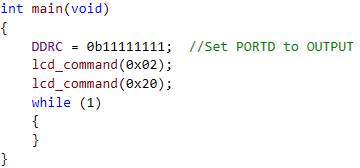 int main(void)
{
    DDRC = 0b11111111;  //Set PORTD to OUTPUT
    lcd_command(0x02);
    lcd_command(0x20);
    while (1)
    {
    }
}